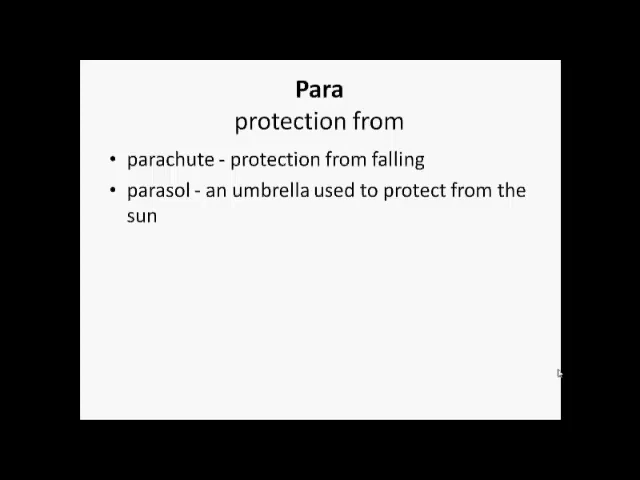 Para
protection from
• parachute - protection from falling
• parasol - an umbrella used to protect from the
sun